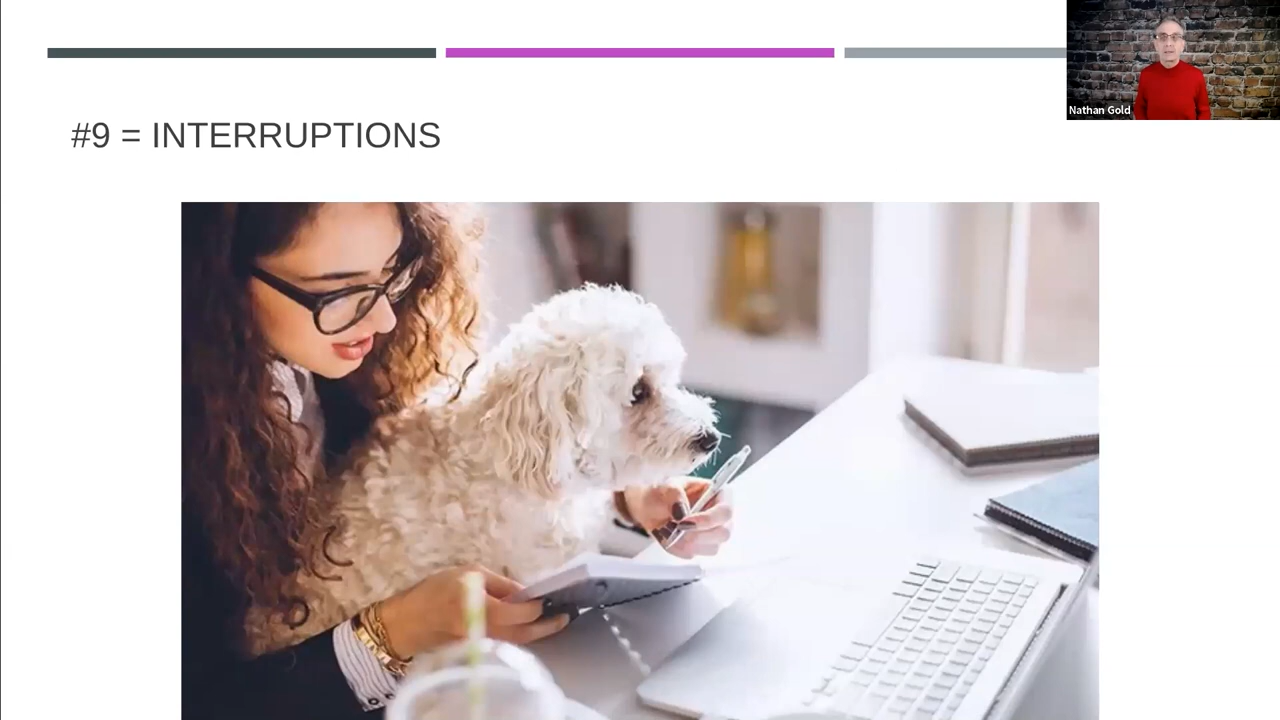 #9 = INTERRUPTIONS
Nathan Gold